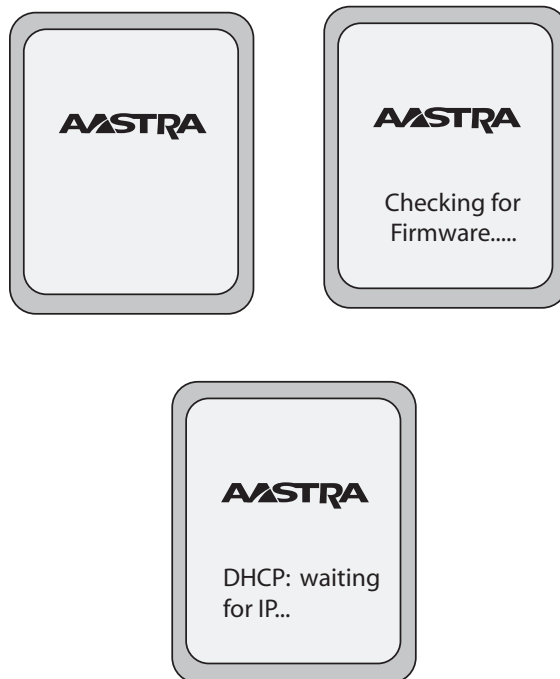 AASTRA
AASTRA
Checking for
Firmware.....
AASTRA
DHCP: waiting
for IP...